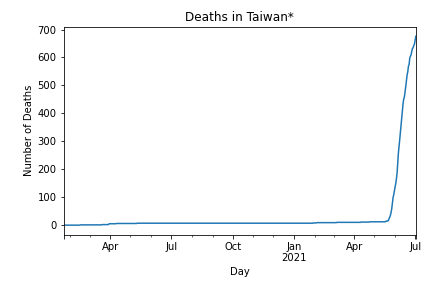 Deaths in Taiwan*
Number of Deaths
700
600
500
400
300
200
100
0
Apr
Jul
Oct
Jan
2021
Apr
Jul
Day